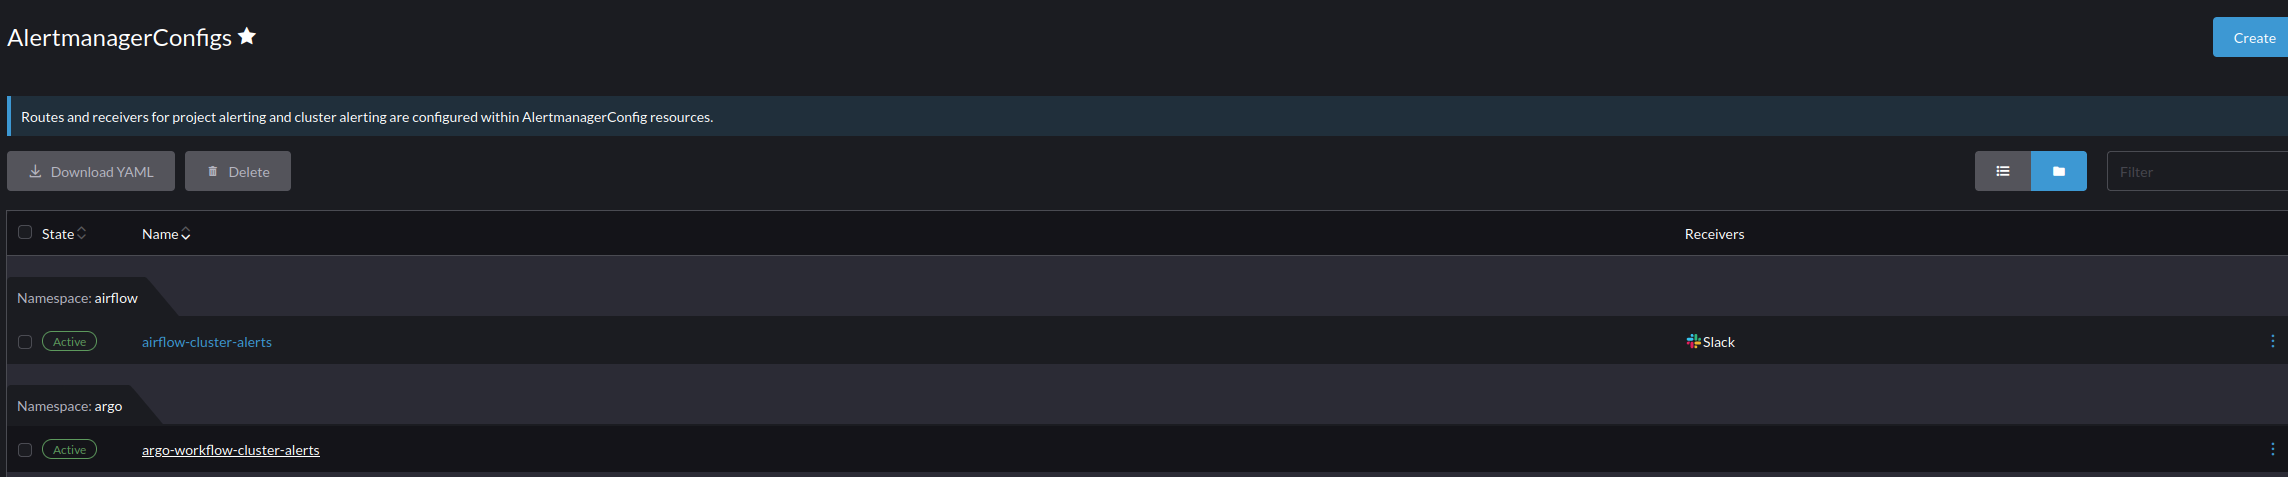 AlertmanagerConfigs
Create
Routes and receivers for project alerting and cluster alerting are configured within AlertmanagerConfig resources.
Download YAML Delete Filter
State Name Receivers
Namespace: airflow
Active airflow-cluster-alerts Slack
Namespace: argo
Active argo-workflow-cluster-alerts